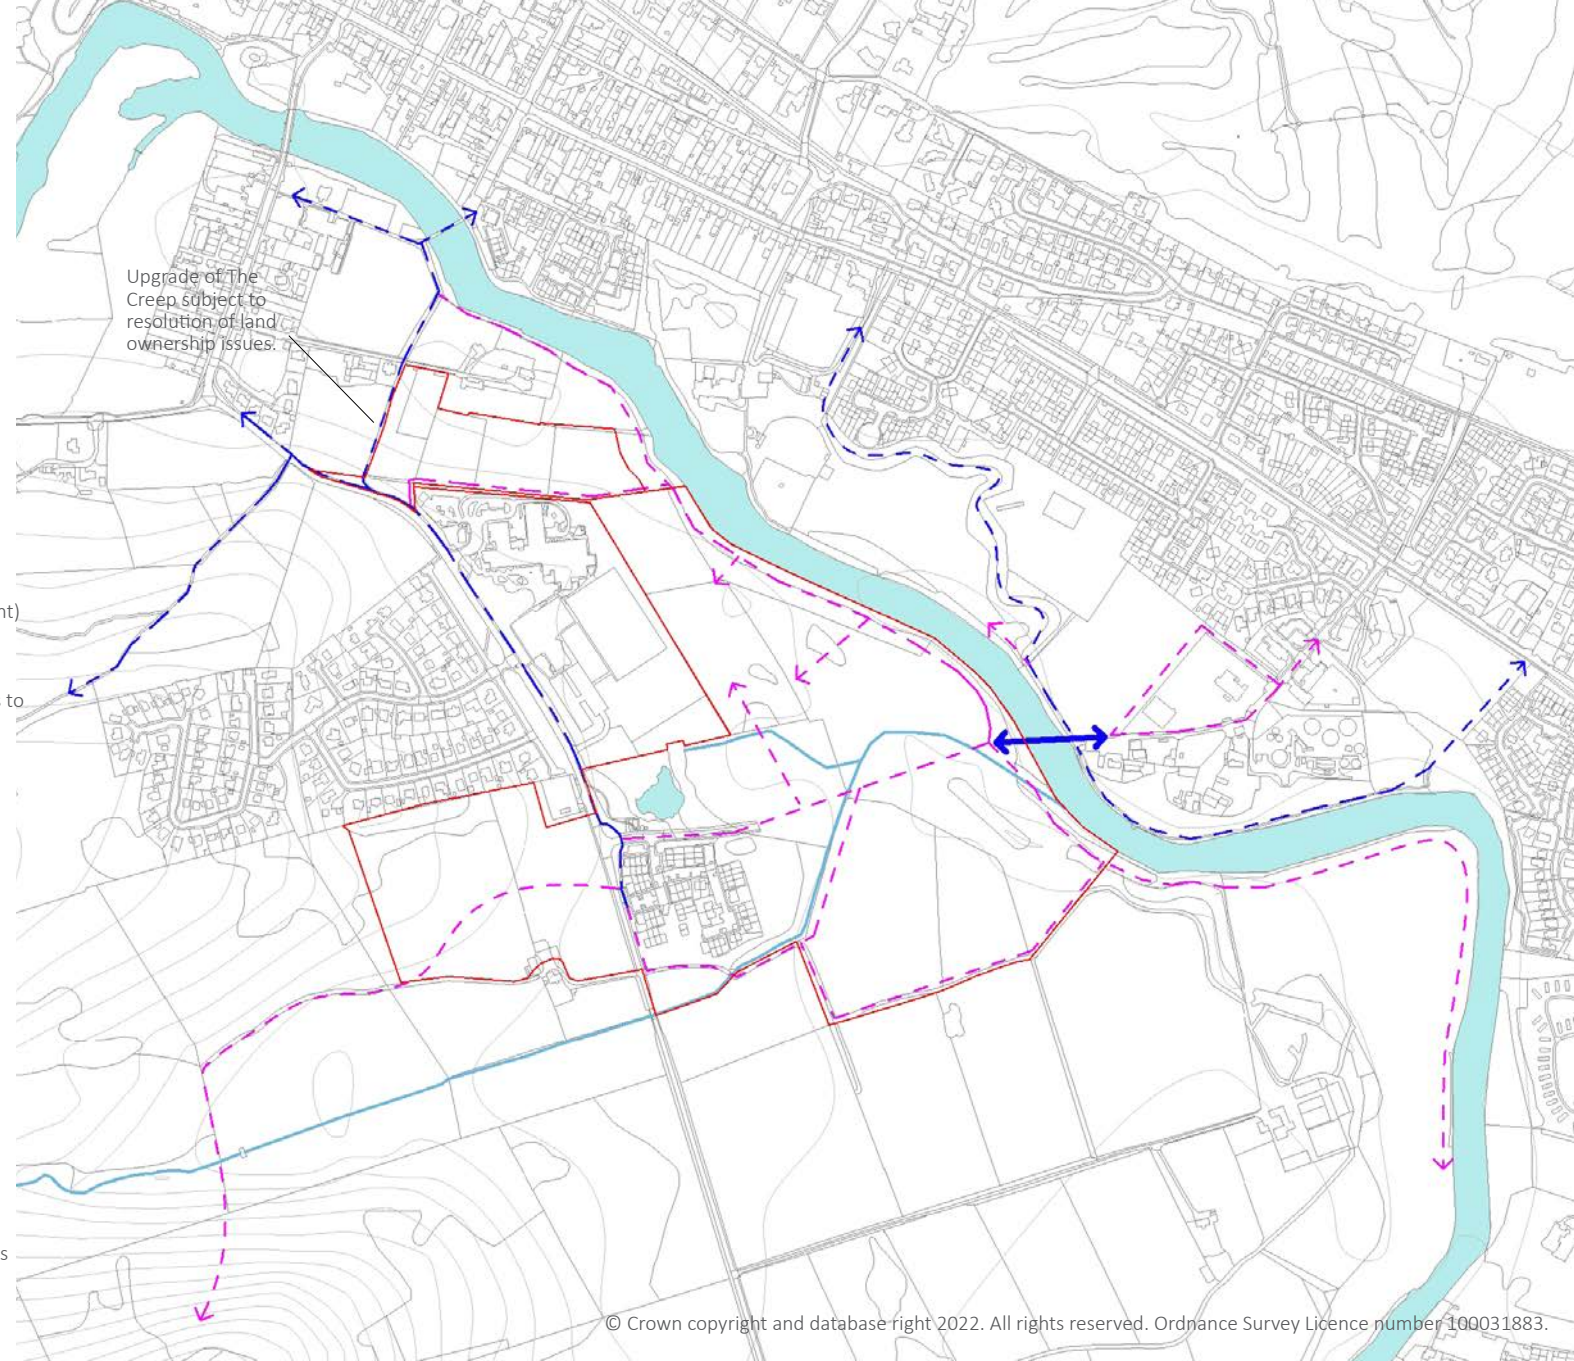 Upgrade of The
Creep subject to
resolution of land
ownership issues.
nt)
to
s
© Crown copyright and database right 2022. All rights reserved. Ordnance Survey Licence number 100031883.